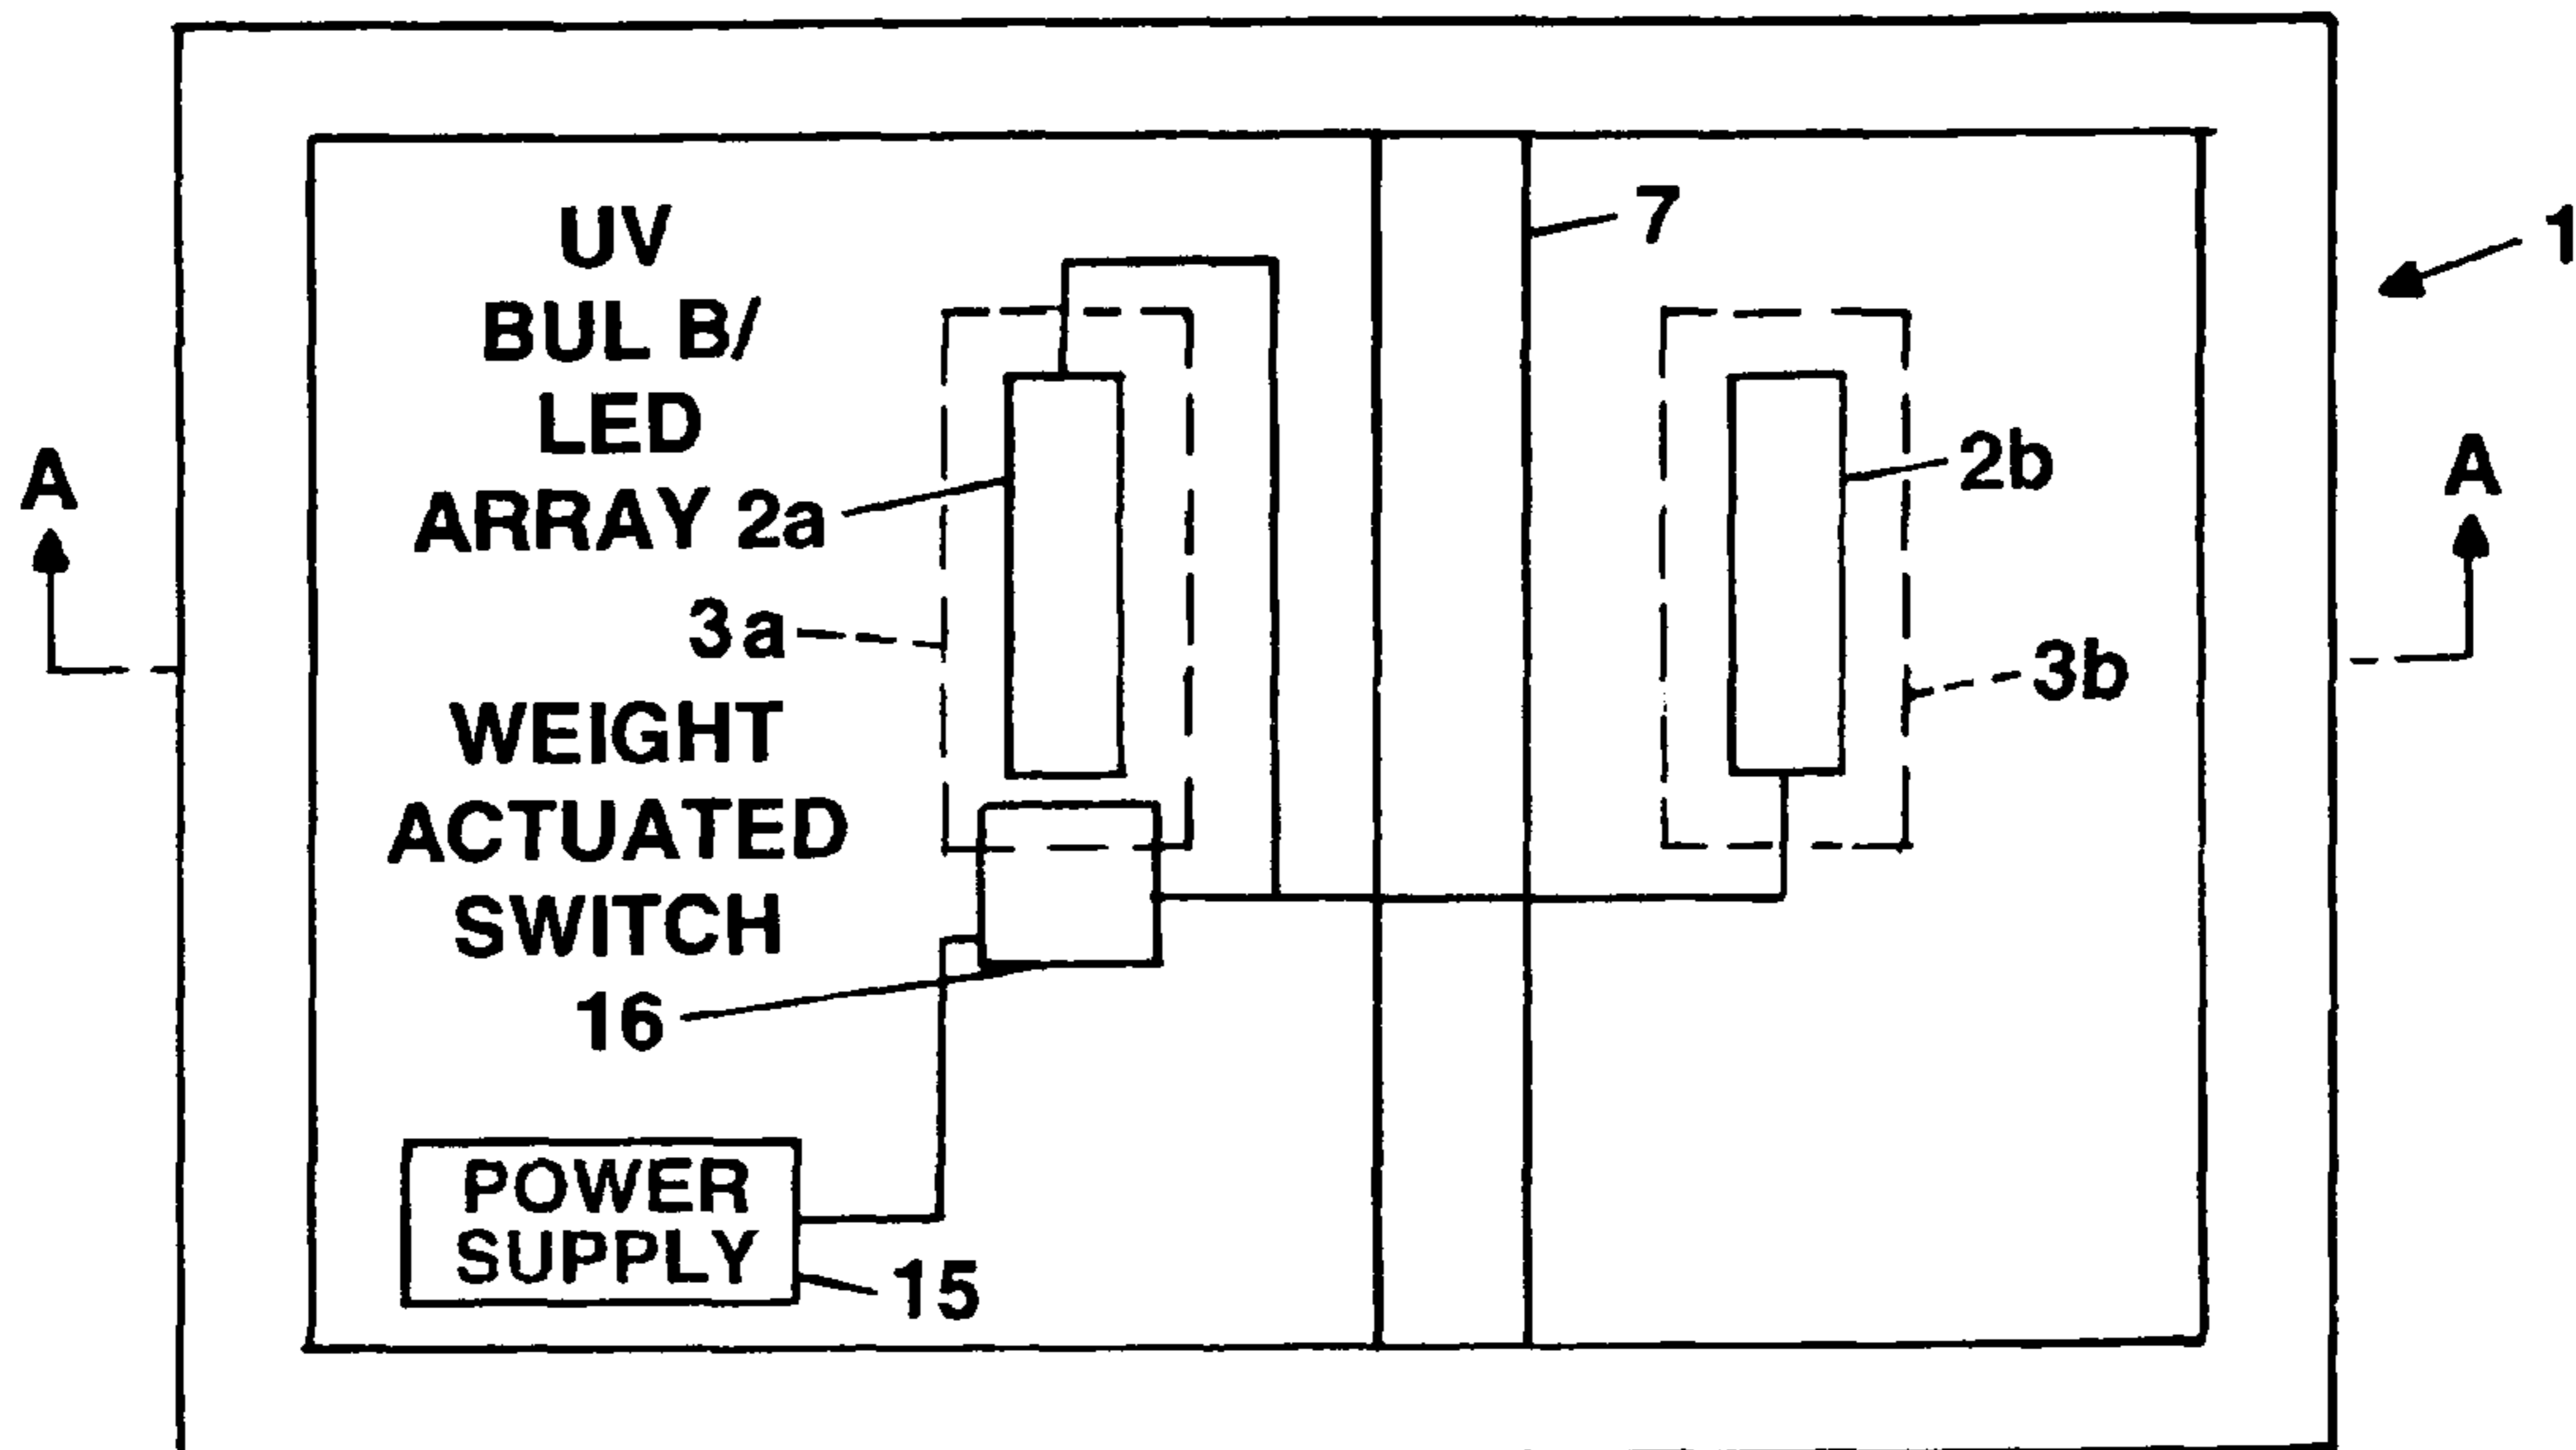 UV
BUL B/
LED
ARRAY 2a
3a
WEIGHT
ACTUATED
SWITCH
16
POWER
SUPPLY
15
7
1
2b
3b
A
A